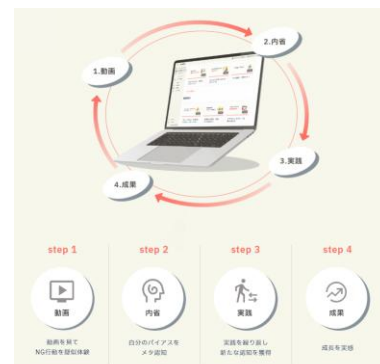 2.内省
1.動画
3.実践
4.成果
step 1
step 2
step 3
step 4
動画
内省
実践
成果
動画を見て
NG行動を疑似体験
自分のバイアスを
メタ認知
実践を繰り返し
新たな認知を獲得
成長を実感